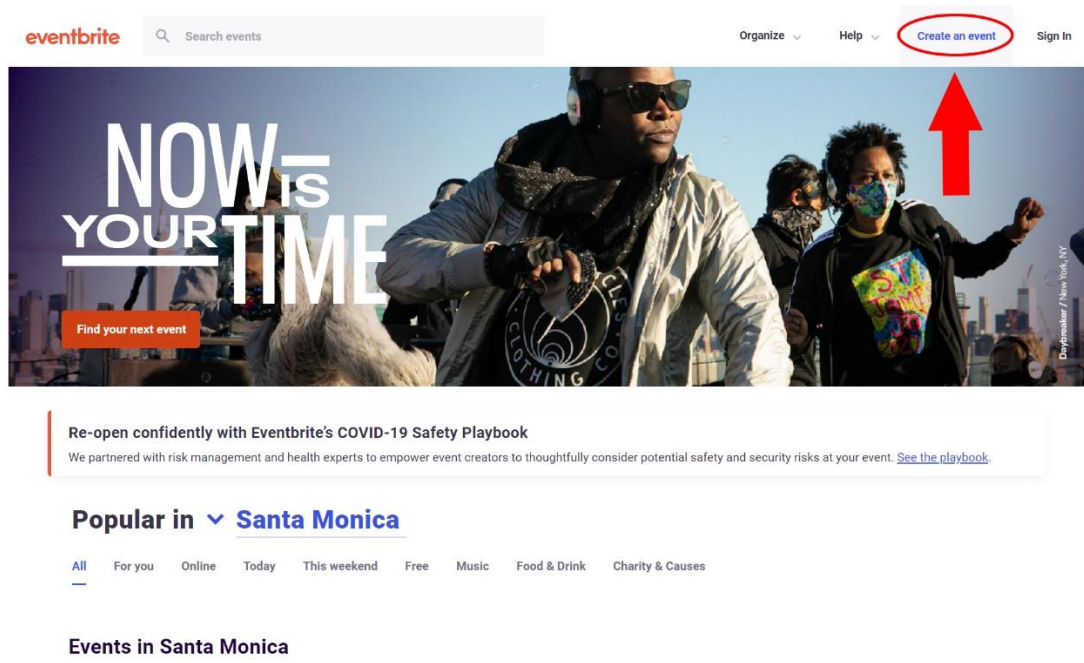 eventbrite
Search events
Organize
Help
Create an event
Sign In
NOW IS
YOUR TIME
Find your next event
CLES
CLOTHING CO.
Daybreaker / New York, NY
Re-open confidently with Eventbrite's COVID-19 Safety Playbook
We partnered with risk management and health experts to empower event creators to thoughtfully consider potential safety and security risks at your event. See the playbook.
Popular in Santa Monica
All For you Online Today This weekend Free Music Food & Drink Charity & Causes
Events in Santa Monica